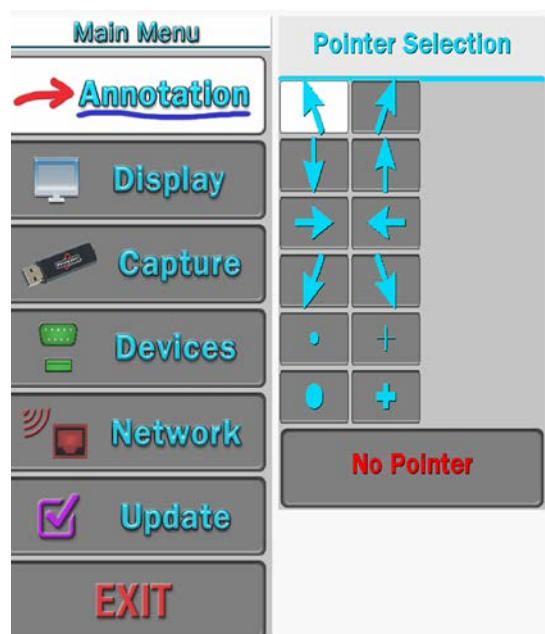 Main Menu
Annotation
Display
Capture
Devices
Network
Update
EXIT
Pointer Selection
No Pointer